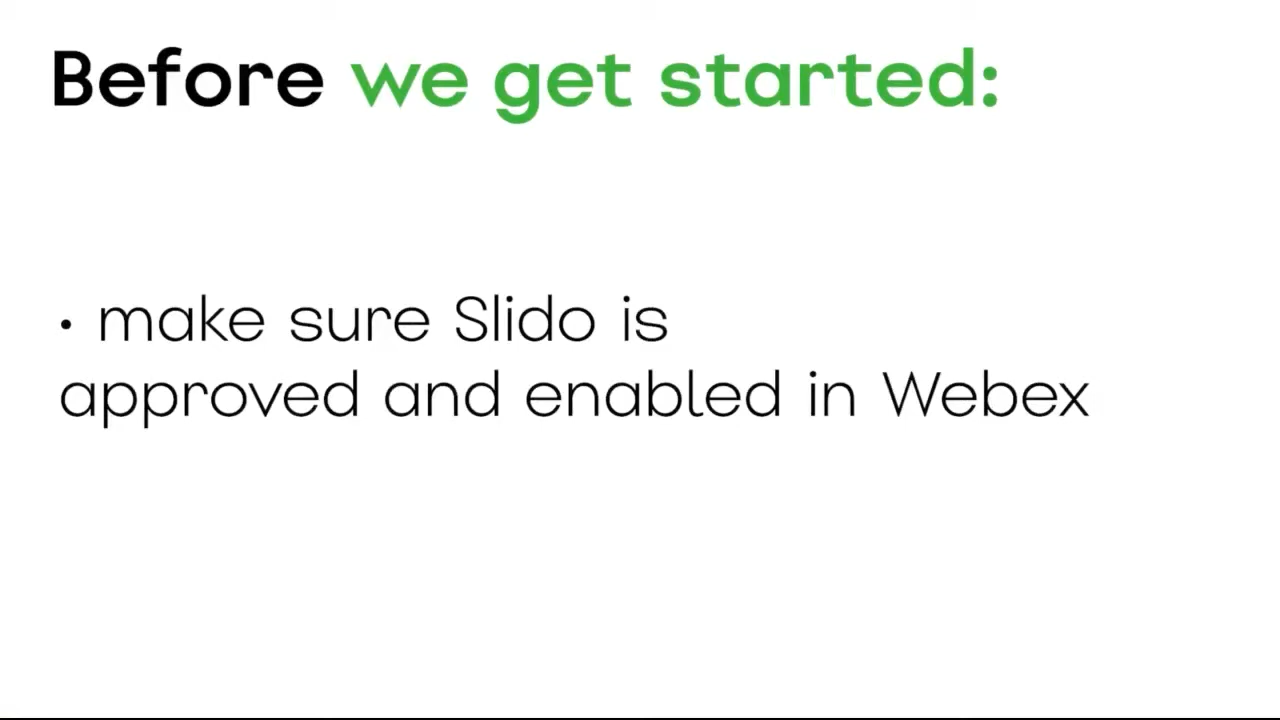 Before we get started:
• make sure Slido is
approved and enabled in Webex